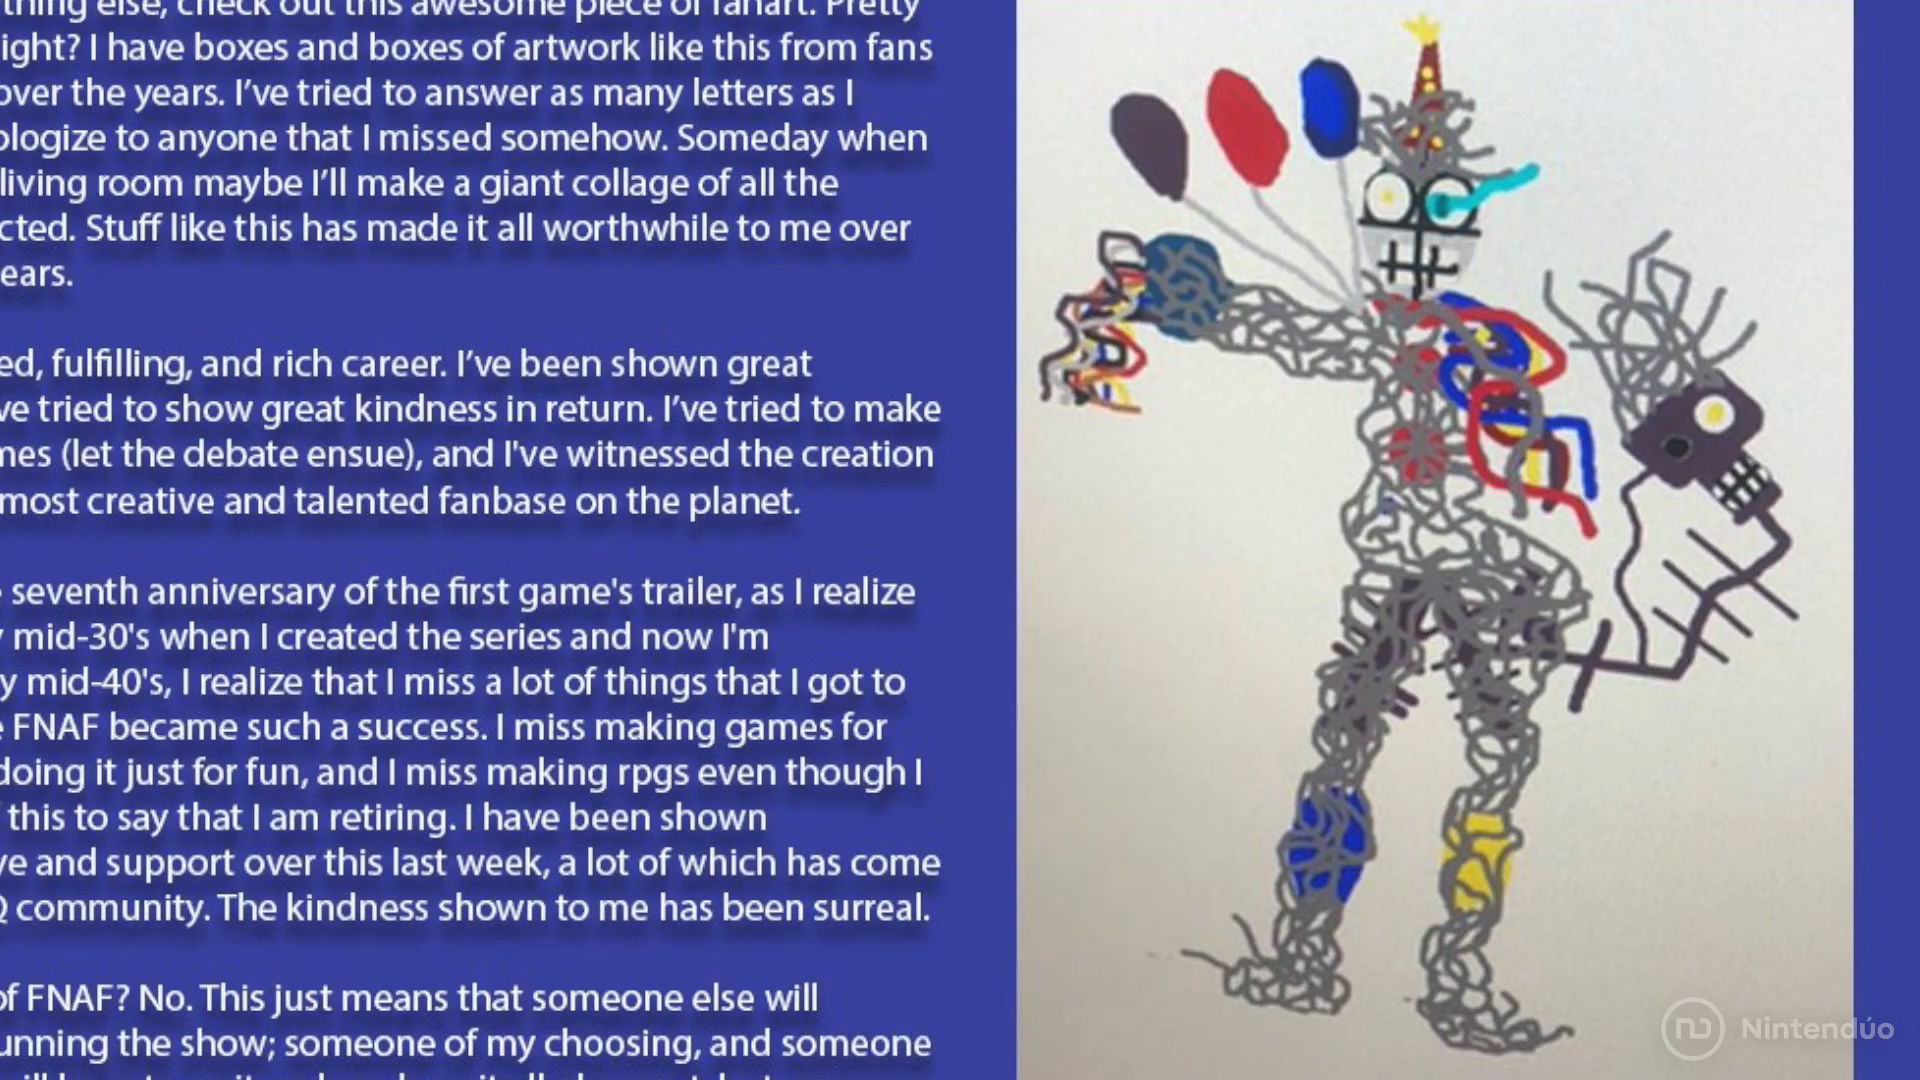 thing else, check out this awesome piece of fanart. Pretty
ight? I have boxes and boxes of artwork like this from fans
over the years. I've tried to answer as many letters as I
ologize to anyone that I missed somehow. Someday when
living room maybe I'll make a giant collage of all the
cted. Stuff like this has made it all worthwhile to me over
ears.
ed, fulfilling, and rich career. I've been shown great
ve tried to show great kindness in return. I've tried to make
mes (let the debate ensue), and I've witnessed the creation
most creative and talented fanbase on the planet.
e seventh anniversary of the first game's trailer, as I realize
y mid-30's when I created the series and now I'm
y mid-40's, I realize that I miss a lot of things that I got to
e FNAF became such a success. I miss making games for
doing it just for fun, and I miss making rpgs even though I
this to say that I am retiring. I have been shown
ve and support over this last week, a lot of which has come
Q community. The kindness shown to me has been surreal.
of FNAF? No. This just means that someone else will
unning the show; someone of my choosing, and someone
Nintendúo